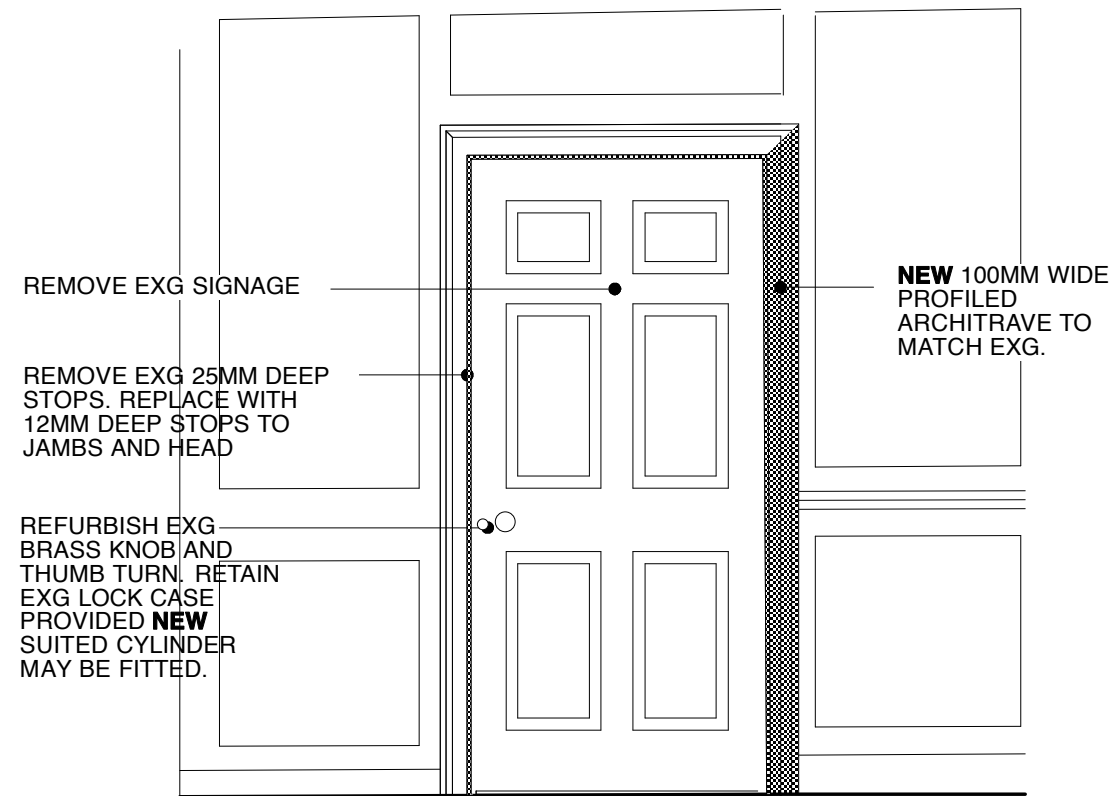 REMOVE EXG SIGNAGE
REMOVE EXG 25MM DEEP
STOPS. REPLACE WITH
12MM DEEP STOPS TO
JAMBS AND HEAD
REFURBISH EXG
BRASS KNOB AND
THUMB TURN. RETAIN
EXG LOCK CASE
PROVIDED NEW
SUITED CYLINDER
MAY BE FITTED.
NEW 100MM WIDE
PROFILED
ARCHITRAVE TO
MATCH EXG.